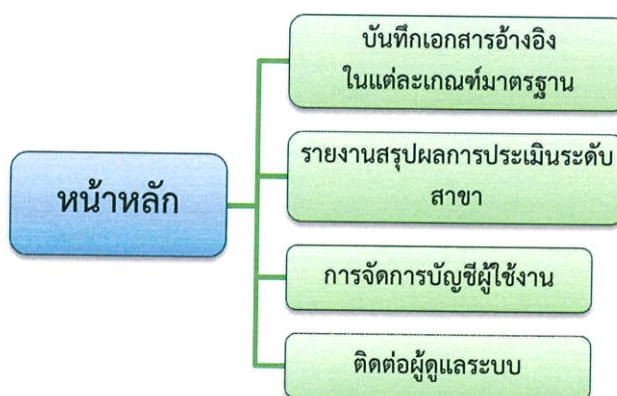 บันทึกเอกสารอ้างอิง
ในแต่ละเกณฑ์มาตรฐาน
รายงานสรุปผลการประเมินระดับ
สาขา
หน้าหลัก
การจัดการบัญชีผู้ใช้งาน
ติดต่อผู้ดูแลระบบ